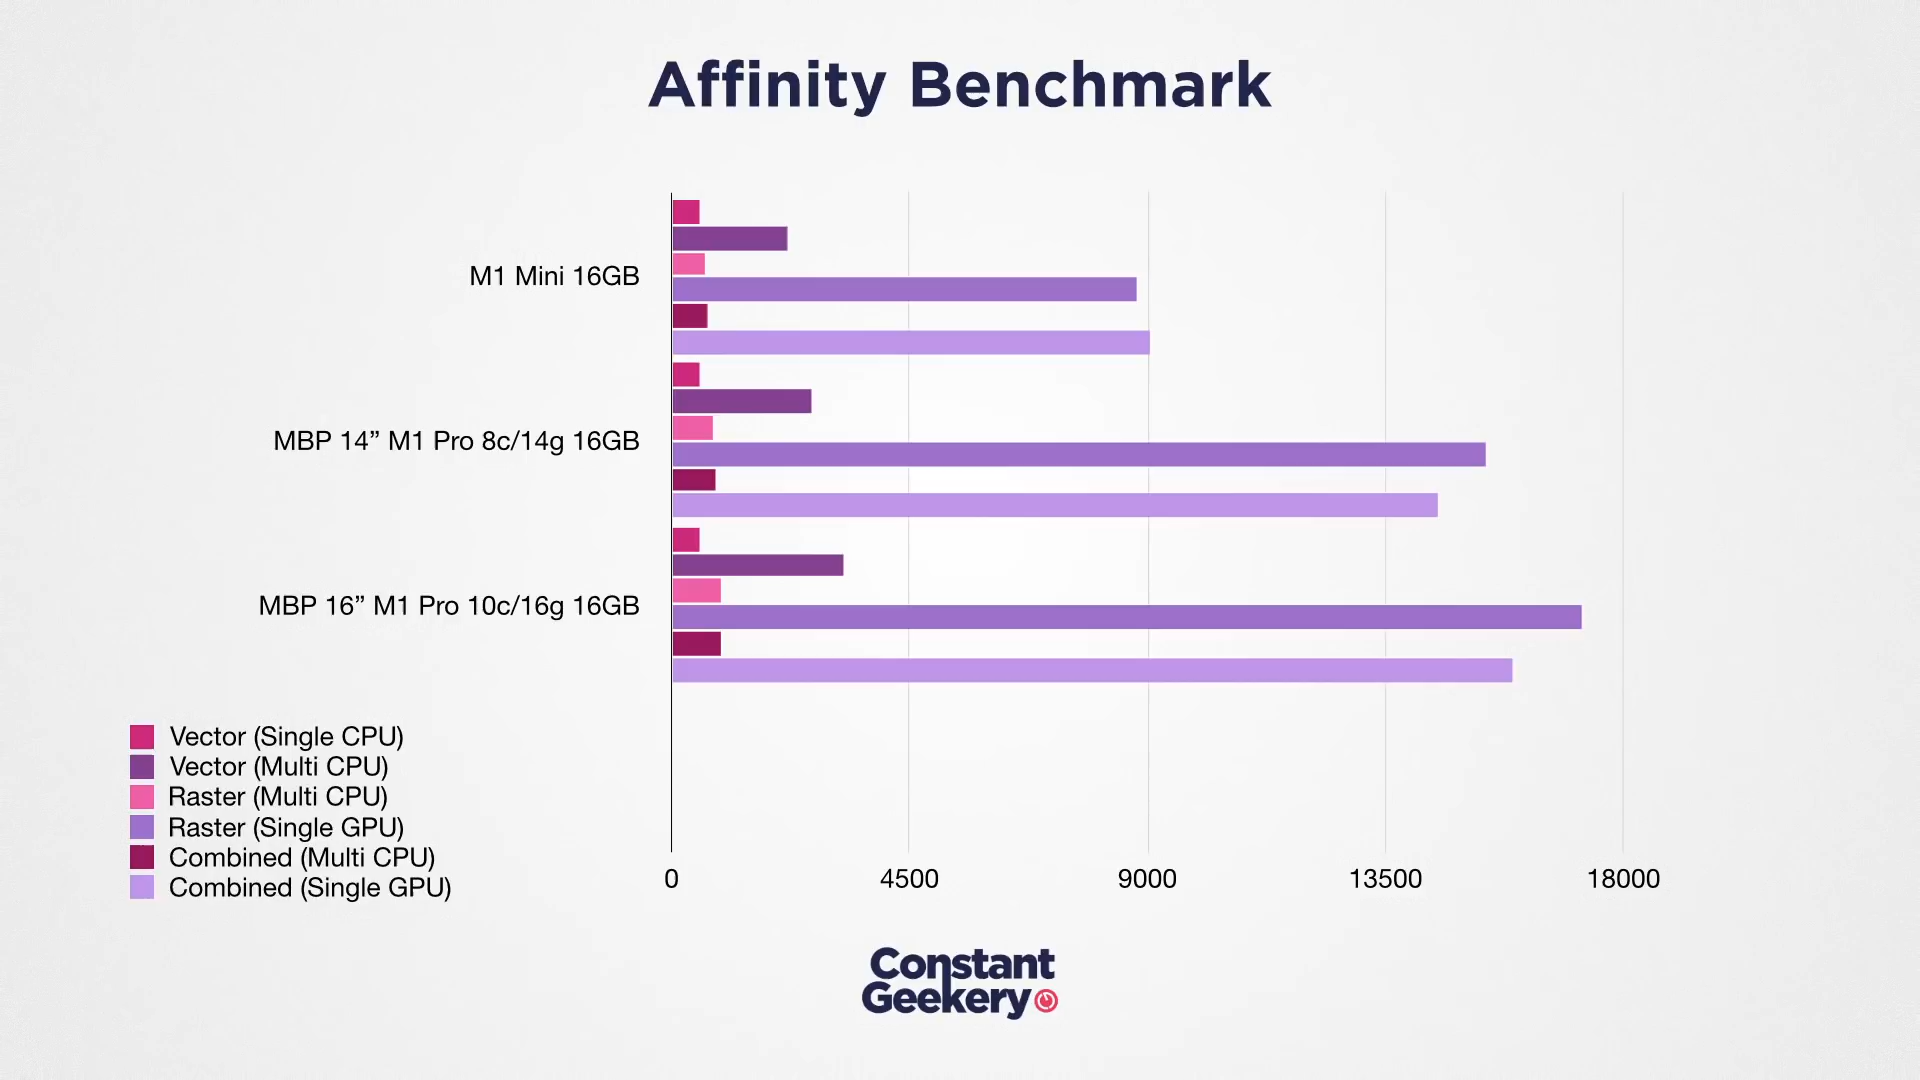 Affinity Benchmark
M1 Mini 16GB
MBP 14” M1 Pro 8c/14g 16GB
MBP 16” M1 Pro 10c/16g 16GB
Vector (Single CPU)
Vector (Multi CPU)
Raster (Multi CPU)
Raster (Single GPU)
Combined (Multi CPU)
Combined (Single GPU)
0 4500 9000 13500 18000
Constant
Geekery